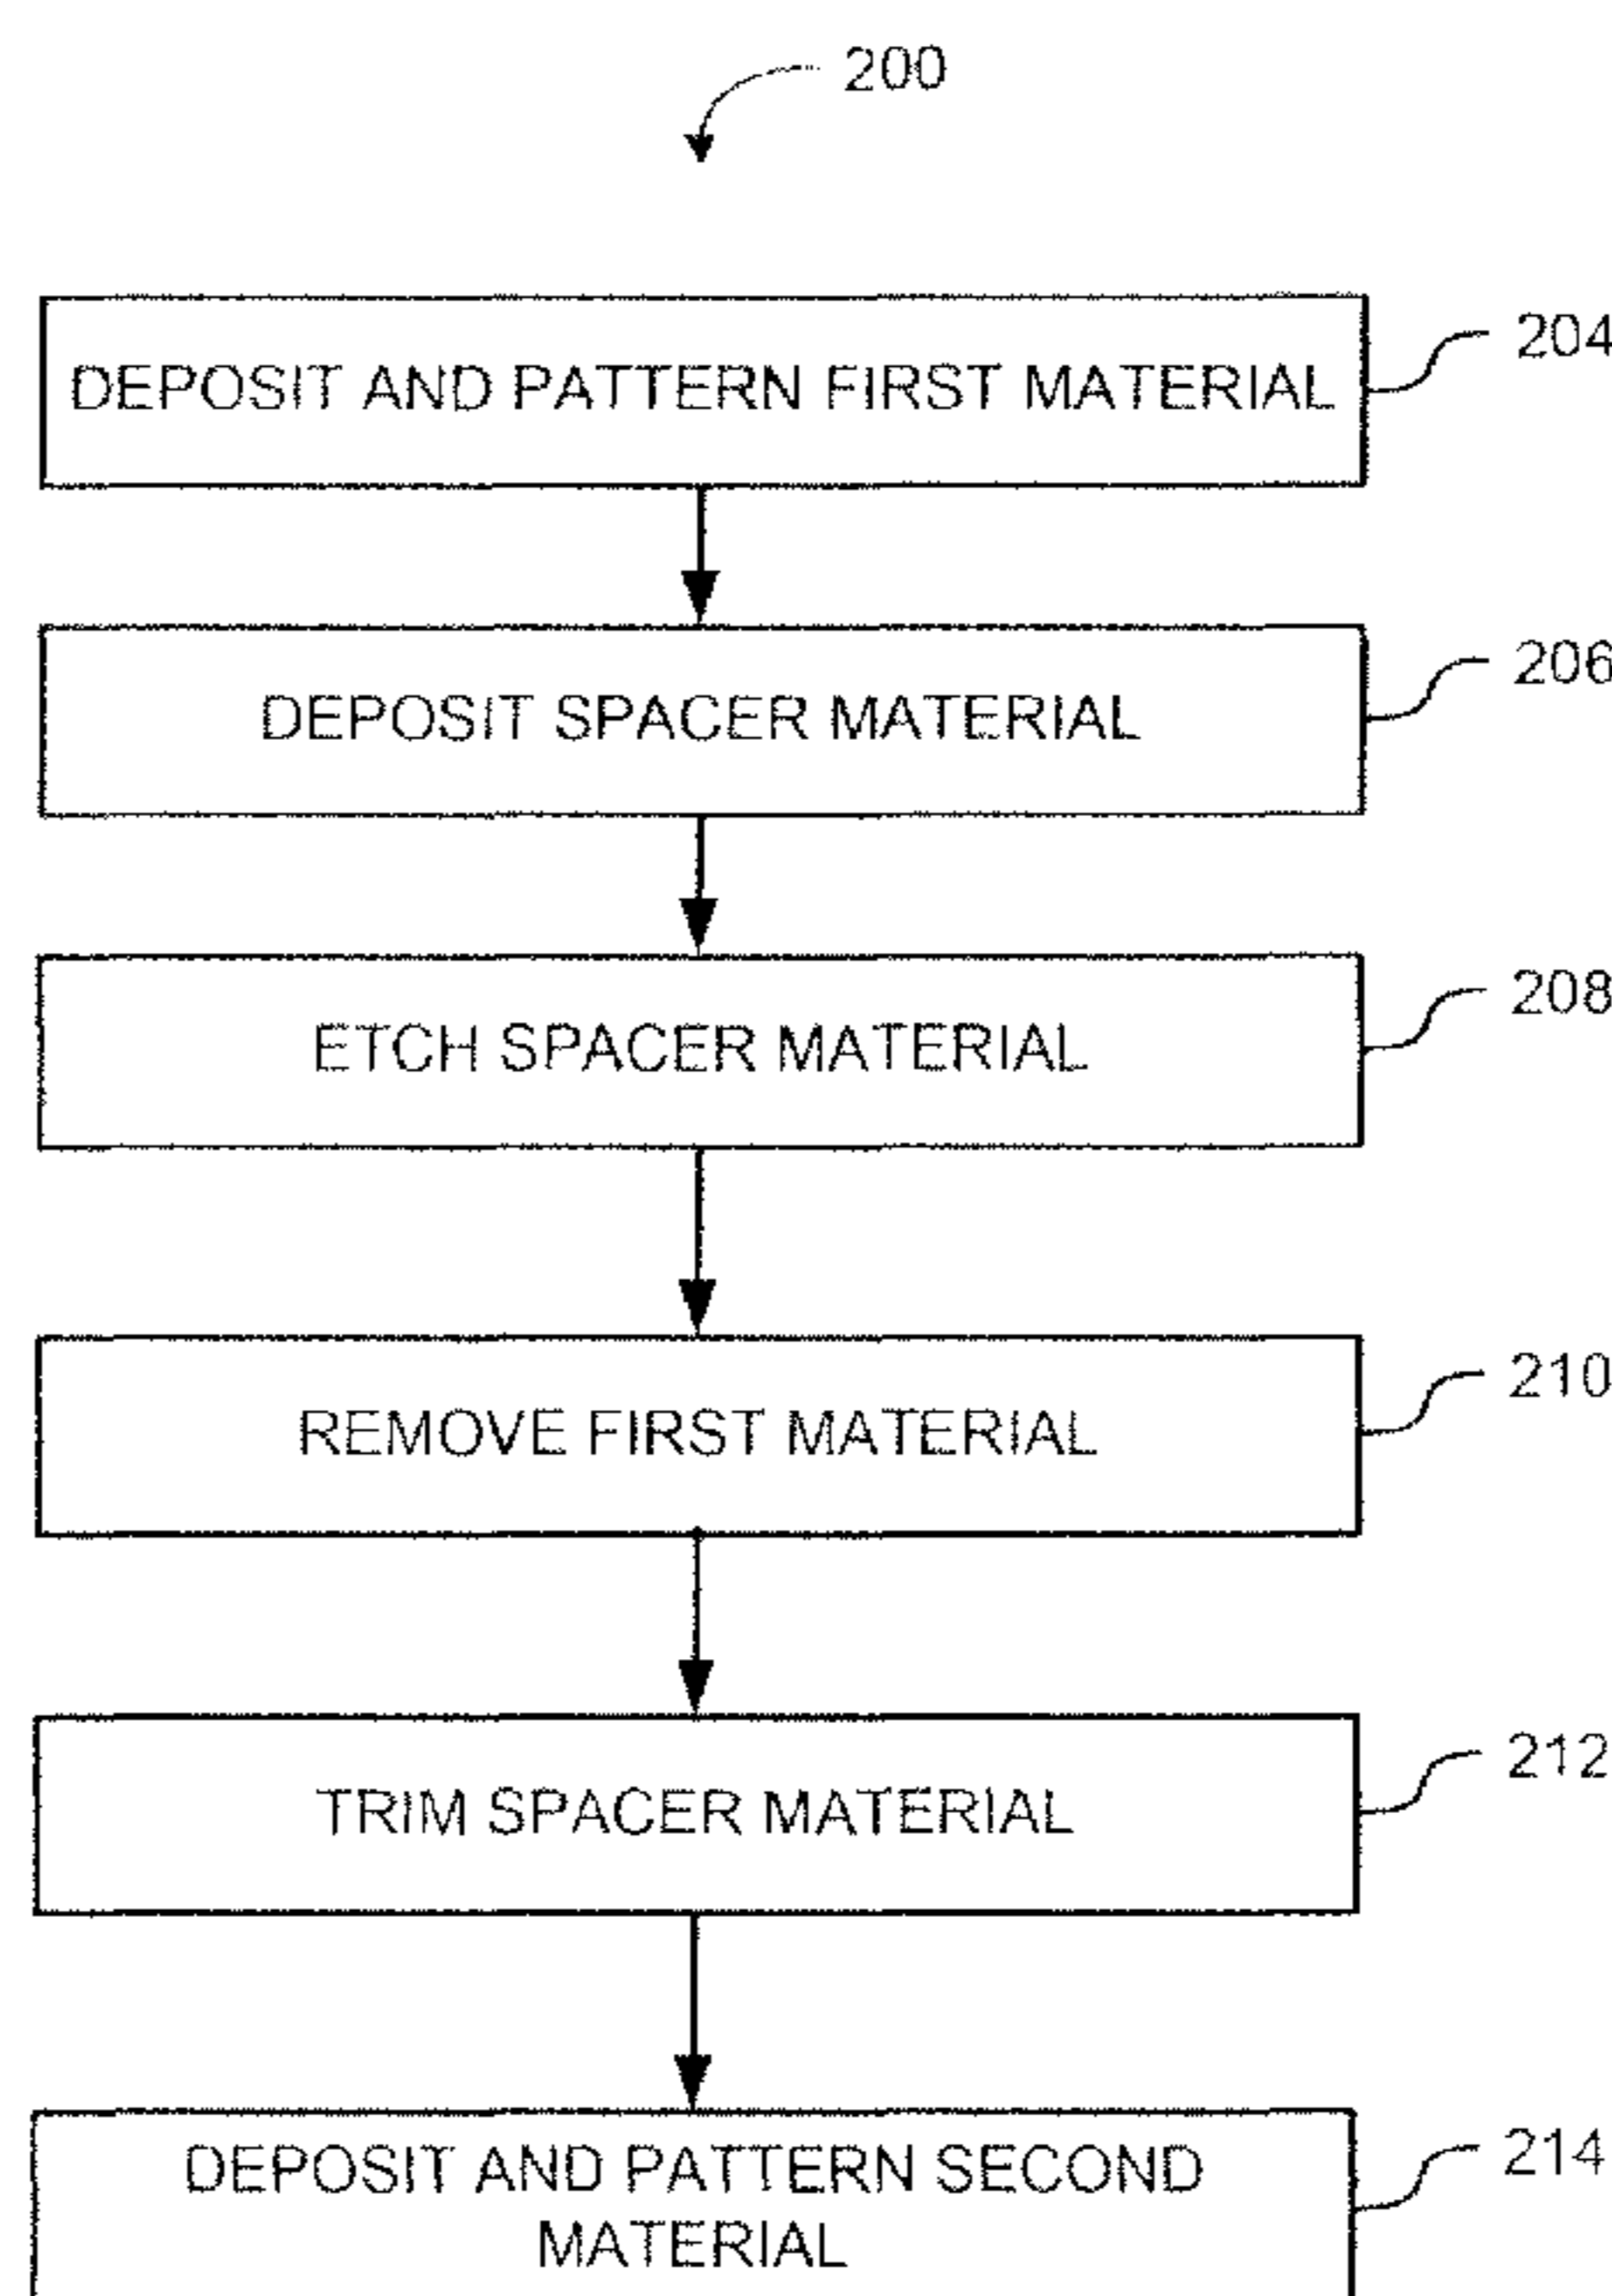 200
DEPOSIT AND PATTERN FIRST MATERIAL
204
DEPOSIT SPACER MATERIAL
206
ETCH SPACER MATERIAL
208
REMOVE FIRST MATERIAL
210
TRIM SPACER MATERIAL
212
DEPOSIT AND PATTERN SECOND
MATERIAL
214